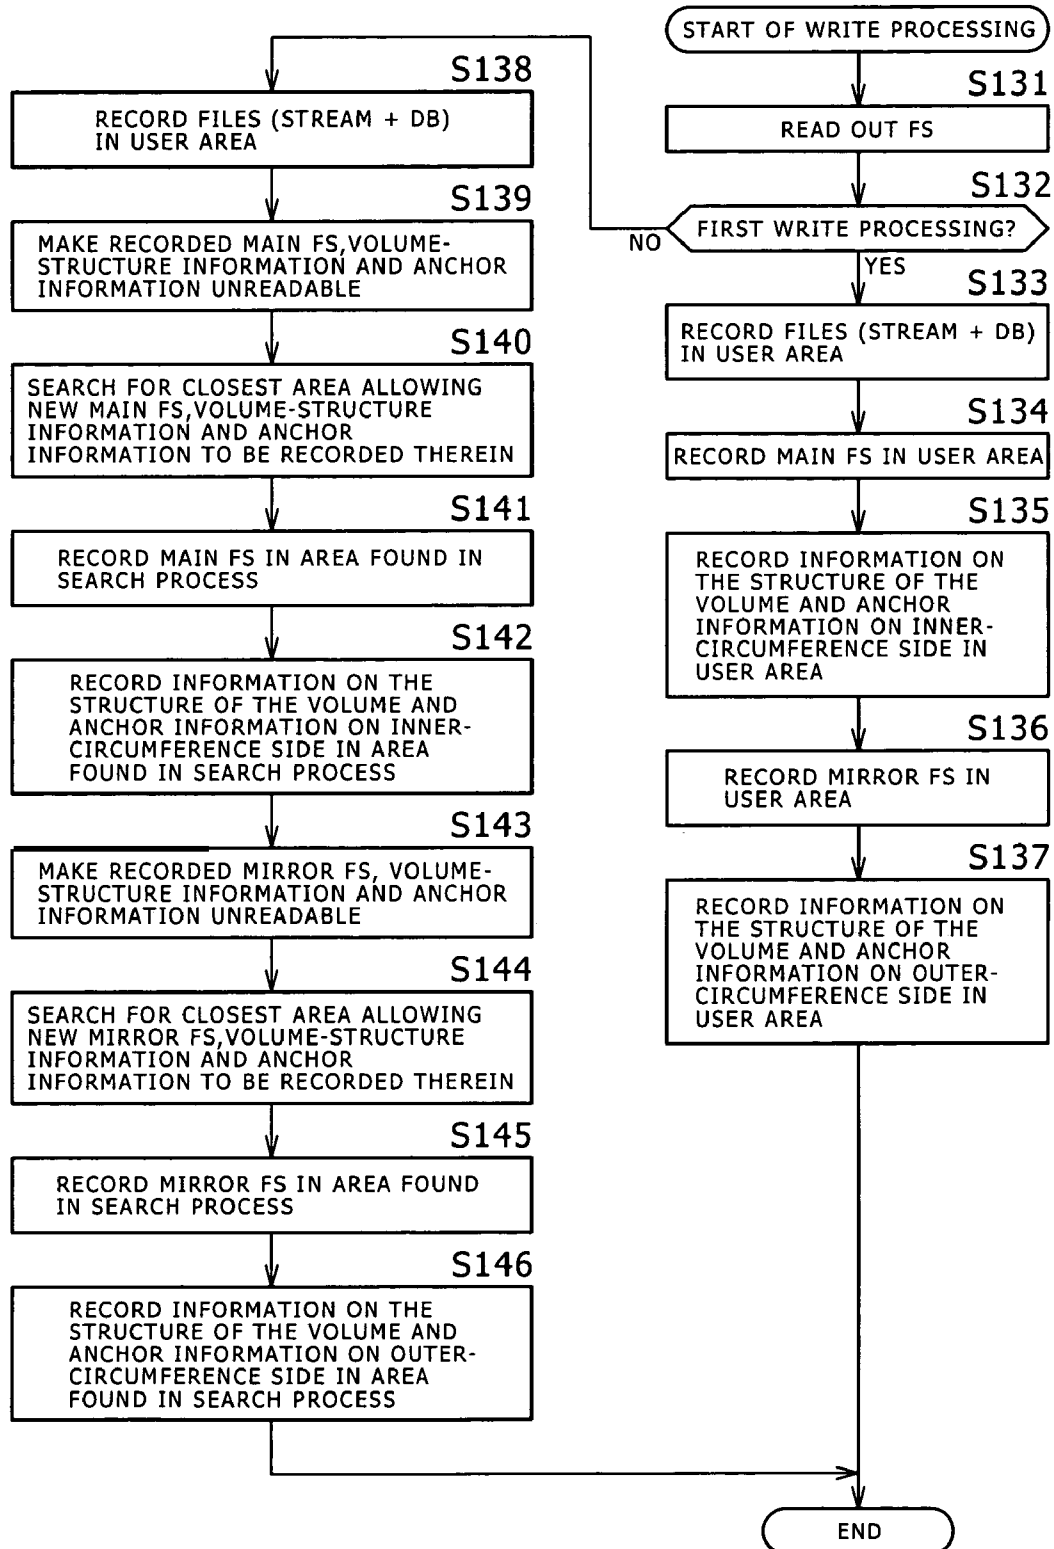 START OF WRITE PROCESSING
S131
READ OUT FS
S132
FIRST WRITE PROCESSING?
NO
YES
S133
RECORD FILES (STREAM + DB)
IN USER AREA
S134
RECORD MAIN FS IN USER AREA
S135
RECORD INFORMATION ON
THE STRUCTURE OF THE
VOLUME AND ANCHOR
INFORMATION ON INNER-
CIRCUMFERENCE SIDE IN
USER AREA
S136
RECORD MIRROR FS IN
USER AREA
S137
RECORD INFORMATION ON
THE STRUCTURE OF THE
VOLUME AND ANCHOR
INFORMATION ON OUTER-
CIRCUMFERENCE SIDE IN
USER AREA
S138
RECORD FILES (STREAM + DB)
IN USER AREA
S139
MAKE RECORDED MAIN FS,VOLUME-
STRUCTURE INFORMATION AND ANCHOR
INFORMATION UNREADABLE
S140
SEARCH FOR CLOSEST AREA ALLOWING
NEW MAIN FS,VOLUME-STRUCTURE
INFORMATION AND ANCHOR
INFORMATION TO BE RECORDED THEREIN
S141
RECORD MAIN FS IN AREA FOUND IN
SEARCH PROCESS
S142
RECORD INFORMATION ON THE
STRUCTURE OF THE VOLUME AND
ANCHOR INFORMATION ON INNER-
CIRCUMFERENCE SIDE IN AREA
FOUND IN SEARCH PROCESS
S143
MAKE RECORDED MIRROR FS, VOLUME-
STRUCTURE INFORMATION AND ANCHOR
INFORMATION UNREADABLE
S144
SEARCH FOR CLOSEST AREA ALLOWING
NEW MIRROR FS,VOLUME-STRUCTURE
INFORMATION AND ANCHOR
INFORMATION TO BE RECORDED THEREIN
S145
RECORD MIRROR FS IN AREA FOUND
IN SEARCH PROCESS
S146
RECORD INFORMATION ON THE
STRUCTURE OF THE VOLUME AND
ANCHOR INFORMATION ON OUTER-
CIRCUMFERENCE SIDE IN AREA
FOUND IN SEARCH PROCESS
END